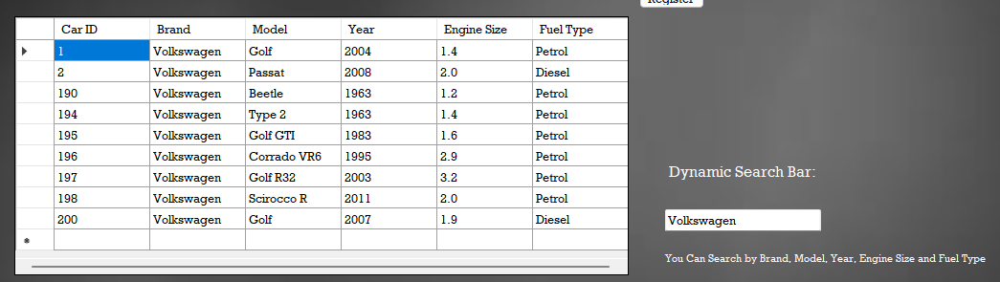 Register
Car ID Brand Model Year Engine Size Fuel Type
1 Volkswagen Golf 2004 1.4 Petrol
2 Volkswagen Passat 2008 2.0 Diesel
190 Volkswagen Beetle 1963 1.2 Petrol
194 Volkswagen Type 2 1963 1.4 Petrol
195 Volkswagen Golf GTI 1983 1.6 Petrol
196 Volkswagen Corrado VR6 1995 2.9 Petrol
197 Volkswagen Golf R32 2003 3.2 Petrol
198 Volkswagen Scirocco R 2011 2.0 Petrol
200 Volkswagen Golf 2007 1.9 Diesel
Dynamic Search Bar:
Volkswagen
You Can Search by Brand, Model, Year, Engine Size and Fuel Type